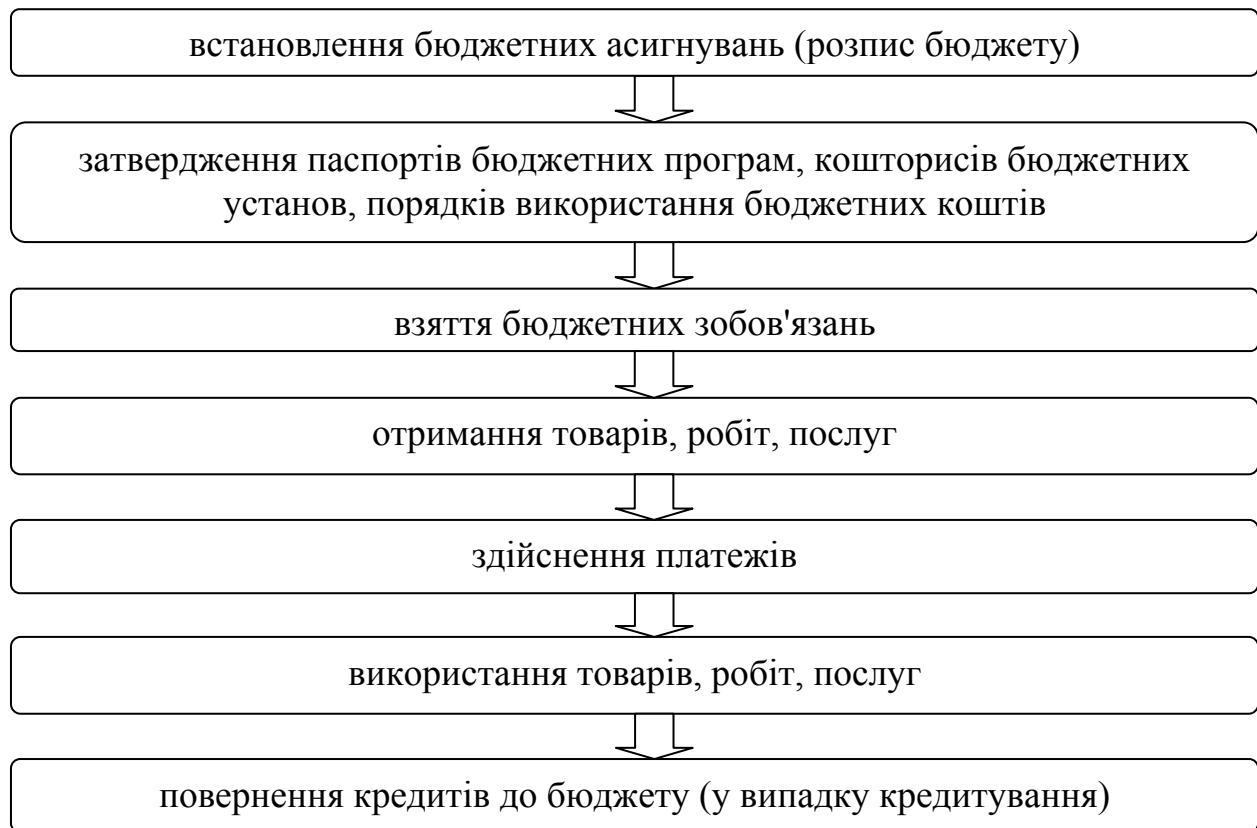 встановлення бюджетних асигнувань (розпис бюджету)
затвердження паспортів бюджетних програм, кошторисів бюджетних
установ, порядків використання бюджетних коштів
взяття бюджетних зобов'язань
отримання товарів, робіт, послуг
здійснення платежів
використання товарів, робіт, послуг
повернення кредитів до бюджету (у випадку кредитування)